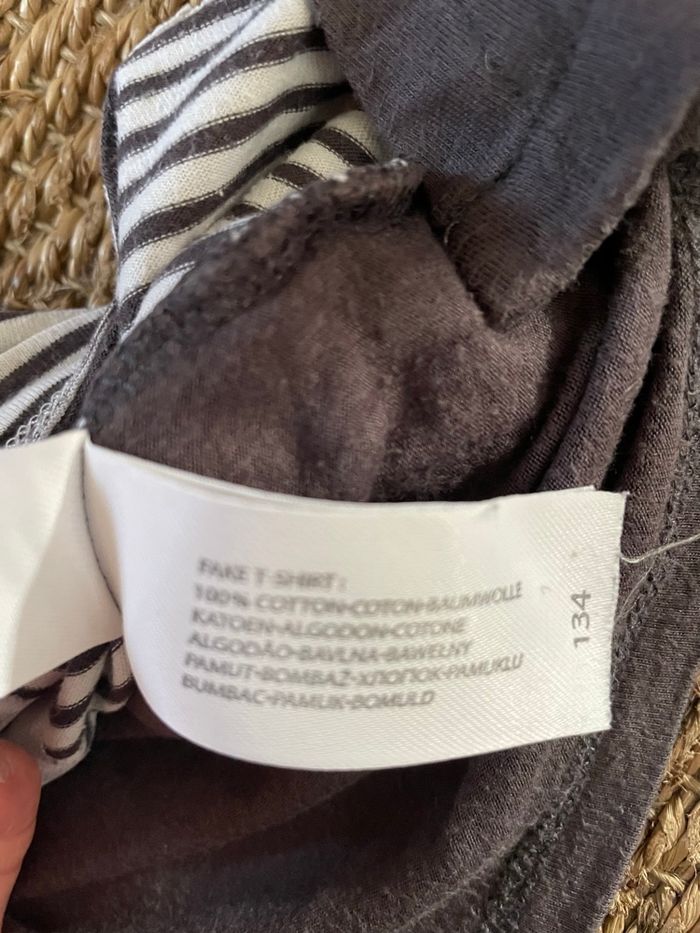 FAKE T-SHIRT :
100% COTTON-COTON-BAUMWOLLE
KATOEN-ALGODON-COTONE
ALGODÃO-BAVLNA-BAWEŁNY
PAMUT-BOMBAŽ-ХЛОПОК-PAMUKLU
BUMBAC-PAMUK-BOMULD
134